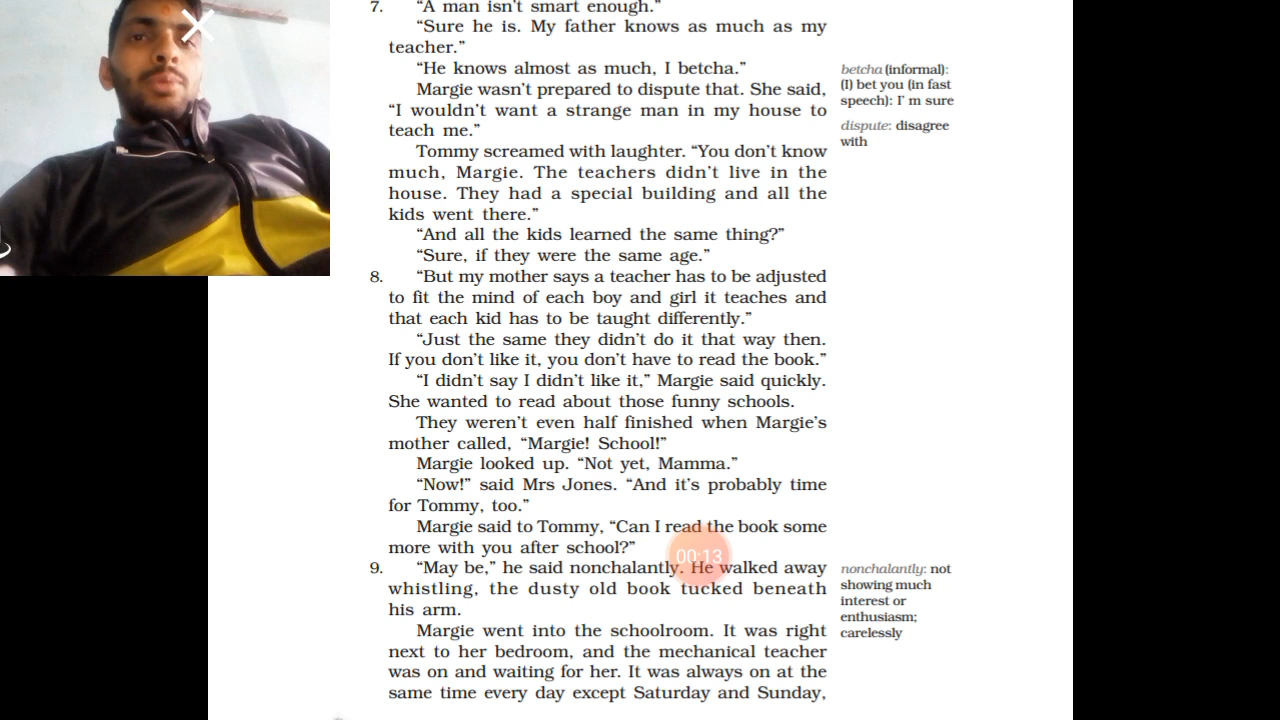 7. “A man isn’t smart enough.”
“Sure he is. My father knows as much as my
teacher.”
“He knows almost as much, I betcha.”
Margie wasn’t prepared to dispute that. She said,
“I wouldn’t want a strange man in my house to
teach me.”
Tommy screamed with laughter. “You don’t know
much, Margie. The teachers didn’t live in the
house. They had a special building and all the
kids went there.”
“And all the kids learned the same thing?”
“Sure, if they were the same age.”
8. “But my mother says a teacher has to be adjusted
to fit the mind of each boy and girl it teaches and
that each kid has to be taught differently.”
“Just the same they didn’t do it that way then.
If you don’t like it, you don’t have to read the book.”
“I didn’t say I didn’t like it,” Margie said quickly.
She wanted to read about those funny schools.
They weren’t even half finished when Margie’s
mother called, “Margie! School!”
Margie looked up. “Not yet, Mamma.”
“Now!” said Mrs Jones. “And it’s probably time
for Tommy, too.”
Margie said to Tommy, “Can I read the book some
more with you after school?”
9. “May be,” he said nonchalantly. He walked away
whistling, the dusty old book tucked beneath
his arm.
Margie went into the schoolroom. It was right
next to her bedroom, and the mechanical teacher
was on and waiting for her. It was always on at the
same time every day except Saturday and Sunday,
betcha (informal):
(I) bet you (in fast
speech): I’ m sure
dispute: disagree
with
nonchalantly: not
showing much
interest or
enthusiasm;
carelessly
00:13